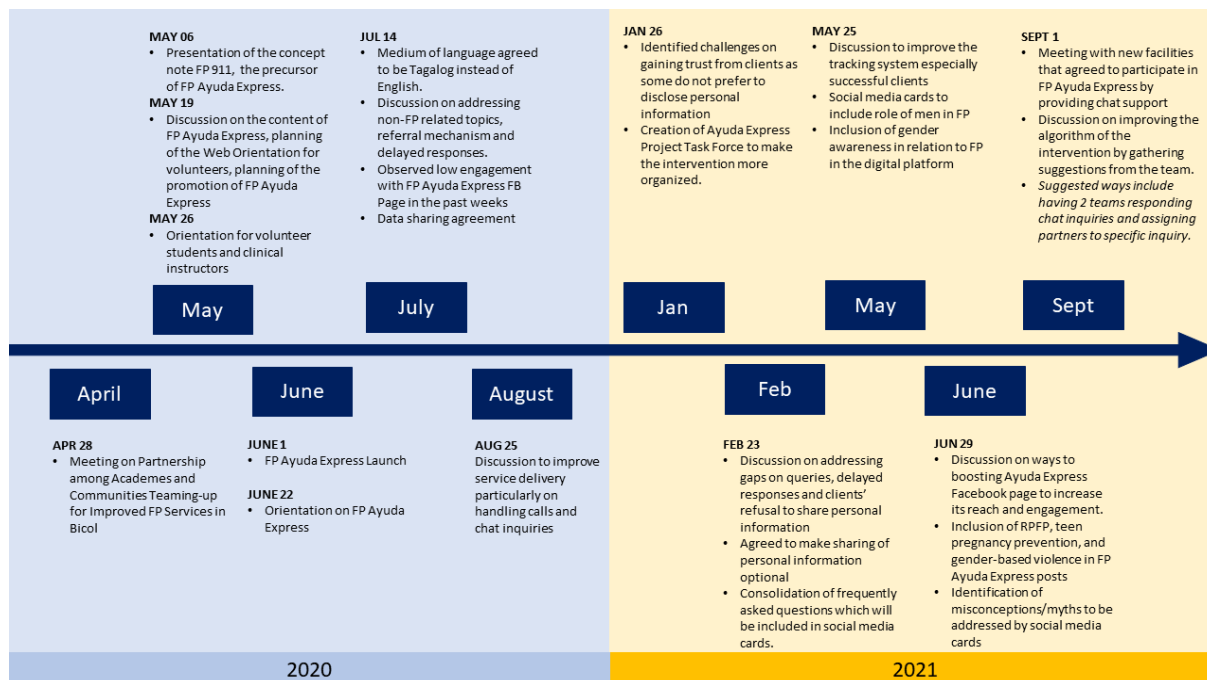 MAY 06
• Presentation of the concept
note FP 911, the precursor
of FP Ayuda Express.
MAY 19
• Discussion on the content of
FP Ayuda Express, planning
of the Web Orientation for
volunteers, planning of the
promotion of FP Ayuda
Express
MAY 26
• Orientation for volunteer
students and clinical
instructors
JUL 14
• Medium of language agreed
to be Tagalog instead of
English.
• Discussion on addressing
non-FP related topics,
referral mechanism and
delayed responses.
• Observed low engagement
with FP Ayuda Express FB
Page in the past weeks
• Data sharing agreement
JAN 26
• Identified challenges on
gaining trust from clients as
some do not prefer to
disclose personal
information
• Creation of Ayuda Express
Project Task Force to make
the intervention more
organized.
MAY 25
• Discussion to improve the
tracking system especially
successful clients
• Social media cards to
include role of men in FP
• Inclusion of gender
awareness in relation to FP
in the digital platform
SEPT 1
• Meeting with new facilities
that agreed to participate in
FP Ayuda Express by
providing chat support
• Discussion on improving the
algorithm of the
intervention by gathering
suggestions from the team.
• Suggested ways include
having 2 teams responding
chat inquiries and assigning
partners to specific inquiry.
May
July
Jan
May
Sept
April
June
August
Feb
June
APR 28
• Meeting on Partnership
among Academes and
Communities Teaming-up
for Improved FP Services in
Bicol
JUNE 1
• FP Ayuda Express Launch
JUNE 22
• Orientation on FP Ayuda
Express
AUG 25
Discussion to improve
service delivery
particularly on
handling calls and
chat inquiries
FEB 23
• Discussion on addressing
gaps on queries, delayed
responses and clients'
refusal to share personal
information
• Agreed to make sharing of
personal information
optional
• Consolidation of frequently
asked questions which will
be included in social media
cards.
JUN 29
• Discussion on ways to
boosting Ayuda Express
Facebook page to increase
its reach and engagement.
• Inclusion of RPFP, teen
pregnancy prevention, and
gender-based violence in FP
Ayuda Express posts
• Identification of
misconceptions/myths to be
addressed by social media
cards
2020
2021